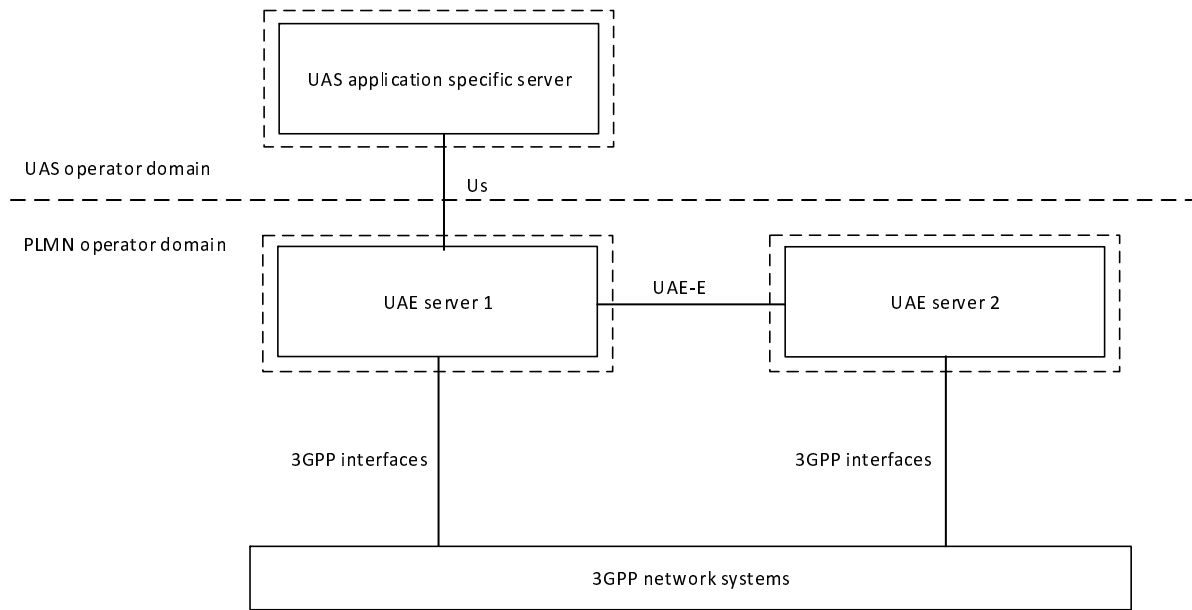 UAS application specific server
UAS operator domain
Us
PLMN operator domain
UAE server 1
UAE-E
UAE server 2
3GPP interfaces
3GPP interfaces
3GPP network systems